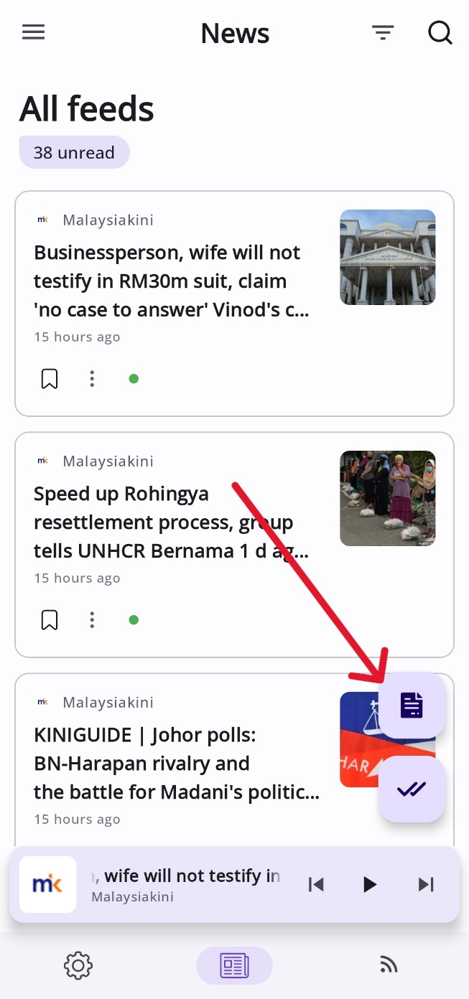 News
All feeds
38 unread
mk Malaysiakini
Businessperson, wife will not
testify in RM30m suit, claim
'no case to answer' Vinod's c...
15 hours ago
mk Malaysiakini
Speed up Rohingya
resettlement process, group
tells UNHCR Bernama 1 d ag...
15 hours ago
mk Malaysiakini
KINIGUIDE | Johor polls:
BN-Harapan rivalry and
the battle for Madani's politic...
HAR
15 hours ago
mk
, wife will not testify in
Malaysiakini